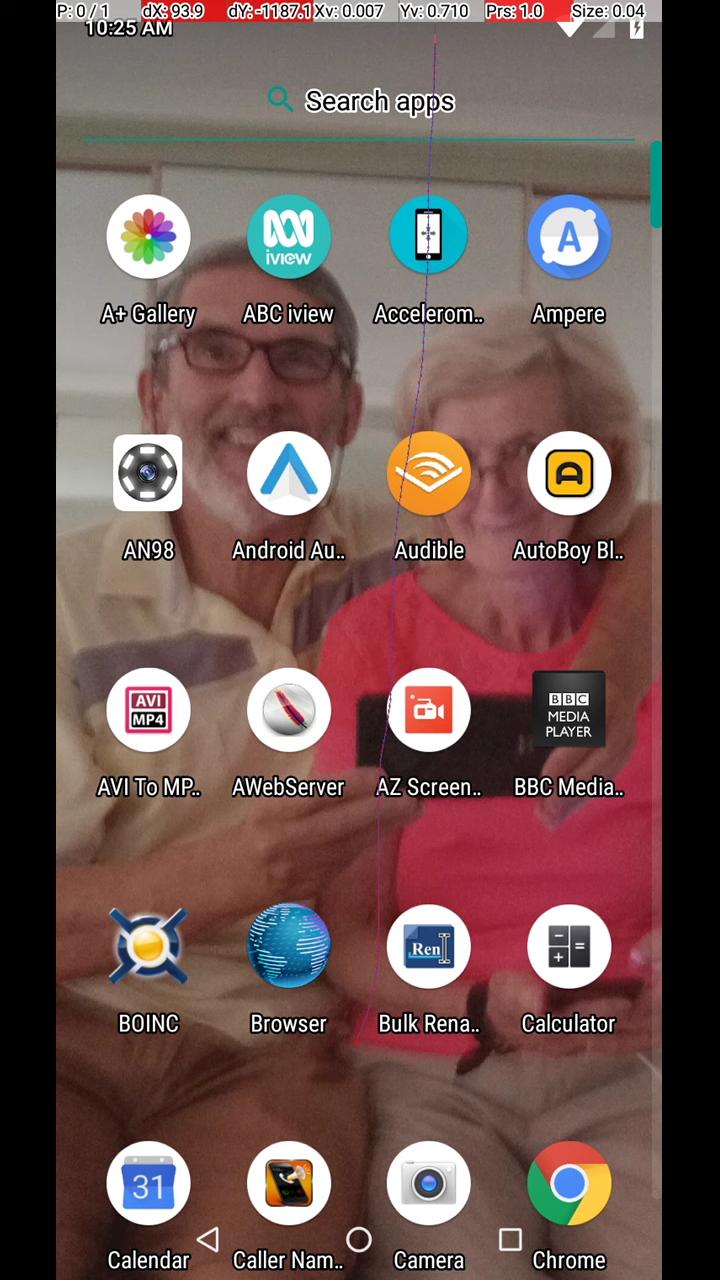 P: 0 / 1 dX: 93.9 dY: -1187.1 Xv: 0.007 Yv: 0.710 Prs: 1.0 Size: 0.04
10:25 AM
Search apps
iview
A
A+ Gallery ABC iview Accelerom.. Ampere
AN98 Android Au.. Audible AutoBoy Bl..
AVI
MP4
BBC
MEDIA
PLAYER
AVI To MP.. AWebServer AZ Screen.. BBC Media..
Ren
BOINC Browser Bulk Rena.. Calculator
31
Calendar Caller Nam.. Camera Chrome